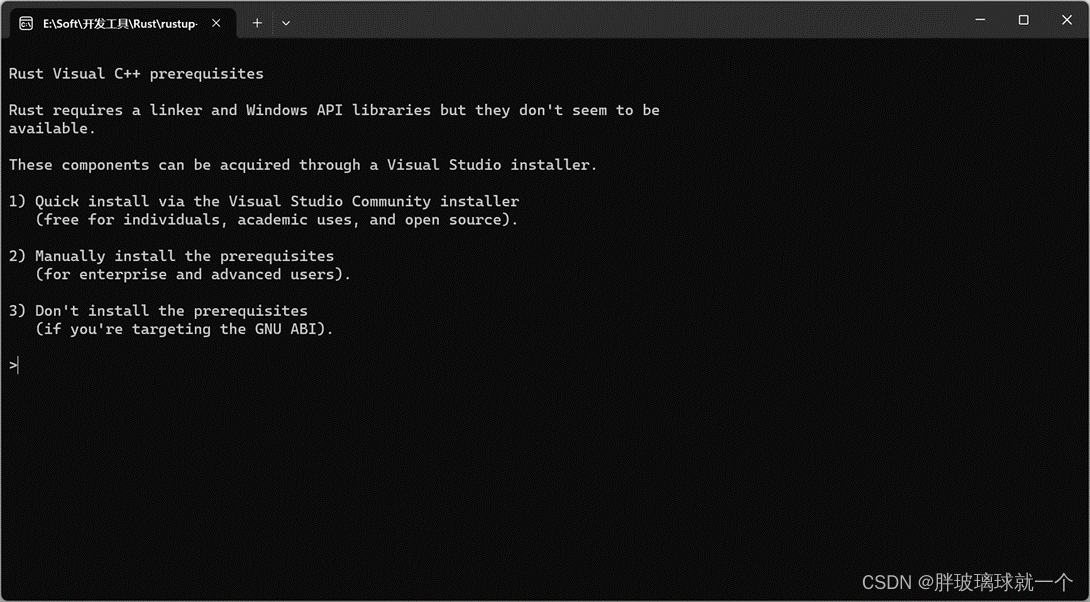 E:\Soft\开发工具\Rust\rustup-
Rust Visual C++ prerequisites
Rust requires a linker and Windows API libraries but they don't seem to be
available.
These components can be acquired through a Visual Studio installer.
1) Quick install via the Visual Studio Community installer
(free for individuals, academic uses, and open source).
2) Manually install the prerequisites
(for enterprise and advanced users).
3) Don't install the prerequisites
(if you're targeting the GNU ABI).
>
CSDN @胖玻璃球就一个